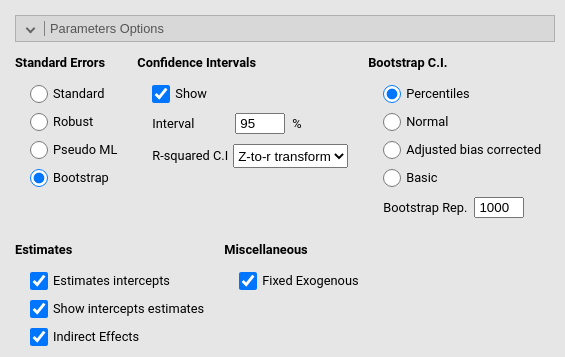 Parameters Options
Standard Errors
Standard
Robust
Pseudo ML
Bootstrap
Confidence Intervals
Show
Interval 95 %
R-squared C.I Z-to-r transform
Bootstrap C.I.
Percentiles
Normal
Adjusted bias corrected
Basic
Bootstrap Rep. 1000
Estimates
Estimates intercepts
Show intercepts estimates
Indirect Effects
Miscellaneous
Fixed Exogenous